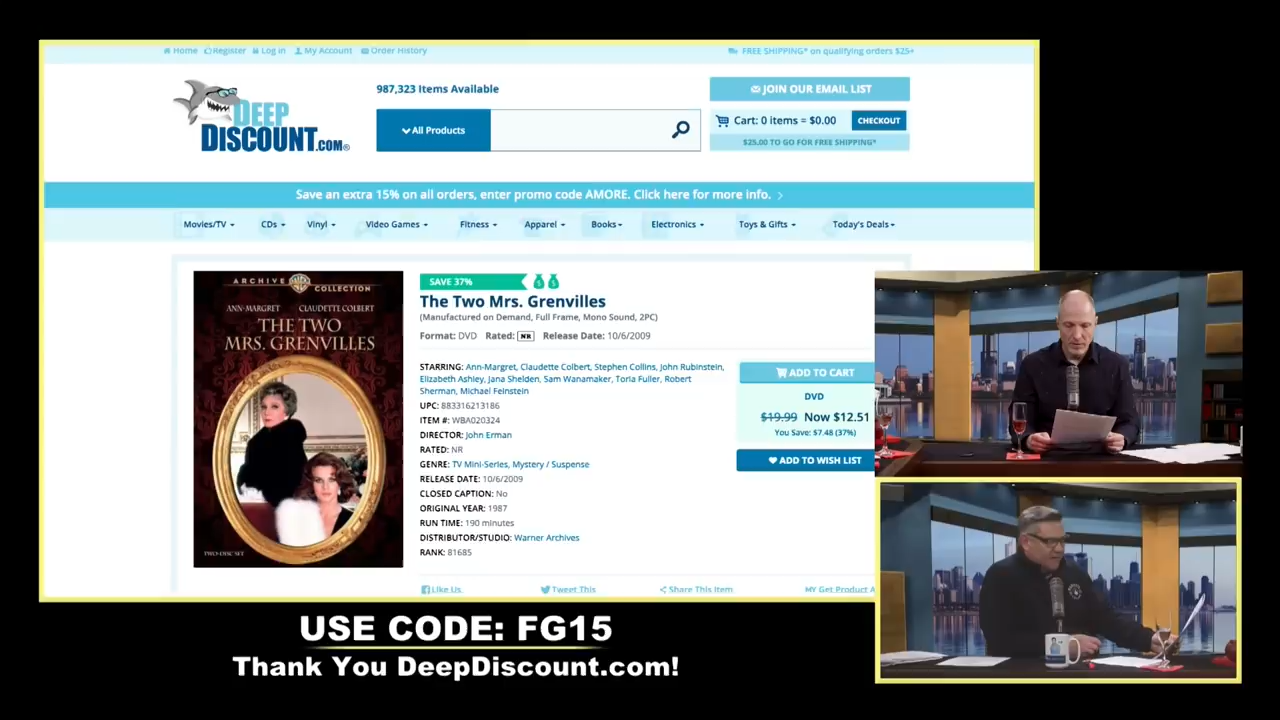 Home Register Log in My Account Order History
FREE SHIPPING* on qualifying orders $25+
DEEP
DISCOUNT.COM®
987,323 Items Available
All Products
JOIN OUR EMAIL LIST
Cart: 0 items = $0.00 CHECKOUT
$25.00 TO GO FOR FREE SHIPPING*
Save an extra 15% on all orders, enter promo code AMORE. Click here for more info.
Movies/TV CDs Vinyl Video Games Fitness Apparel Books Electronics Toys & Gifts Today's Deals
ARCHIVE WB COLLECTION
ANN-MARGRET CLAUDETTE COLBERT
THE TWO
MRS. GRENVILLES
TWO-DISC SET
SAVE 37% $ $
The Two Mrs. Grenvilles
(Manufactured on Demand, Full Frame, Mono Sound, 2PC)
Format: DVD Rated: NR Release Date: 10/6/2009
STARRING: Ann-Margret, Claudette Colbert, Stephen Collins, John Rubinstein,
Elizabeth Ashley, Jana Shelden, Sam Wanamaker, Toria Fuller, Robert
Sherman, Michael Feinstein
UPC: 883316213186
ITEM #: WBA020324
DIRECTOR: John Erman
RATED: NR
GENRE: TV Mini-Series, Mystery / Suspense
RELEASE DATE: 10/6/2009
CLOSED CAPTION: No
ORIGINAL YEAR: 1987
RUN TIME: 190 minutes
DISTRIBUTOR/STUDIO: Warner Archives
RANK: 81685
ADD TO CART
DVD
$19.99 Now $12.51
You Save: $7.48 (37%)
ADD TO WISH LIST
Like Us Tweet This Share This Item MY Get Product A
USE CODE: FG15
Thank You DeepDiscount.com!